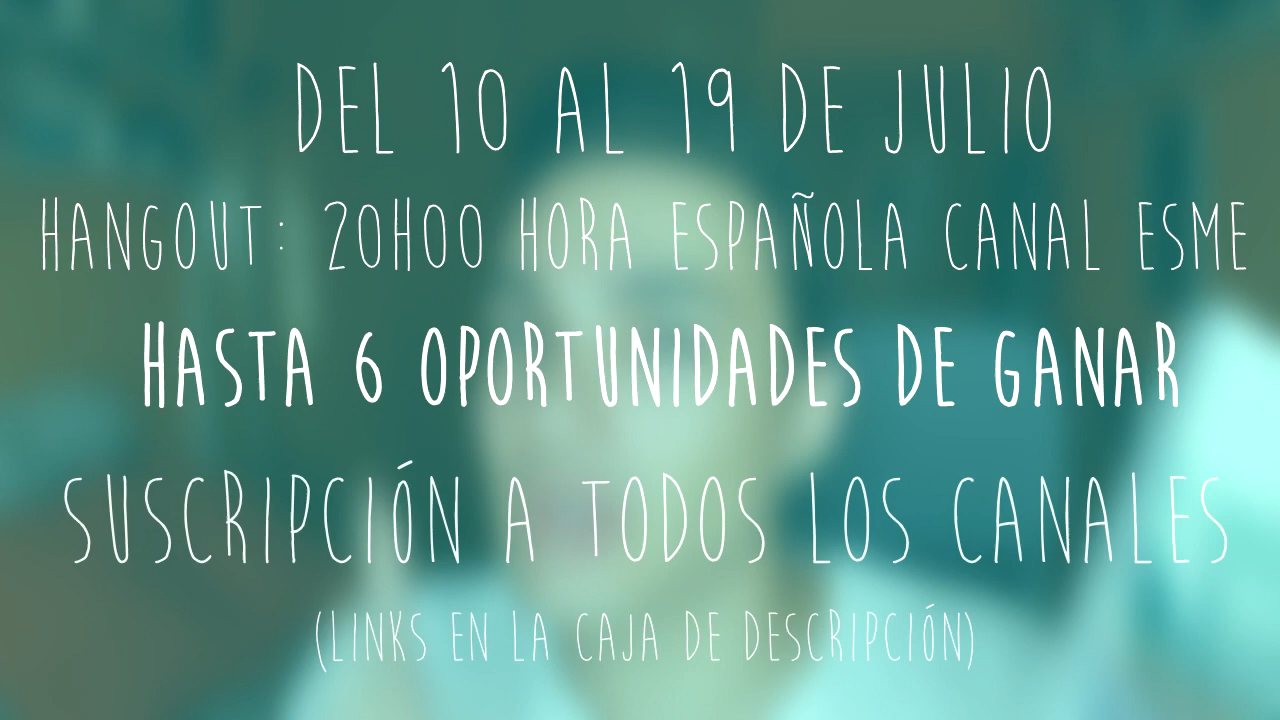 DEL 10 AL 19 DE JULIO
HANGOUT: 20H00 HORA ESPAÑOLA CANAL ESME
HASTA 6 OPORTUNIDADES DE GANAR
SUSCRIPCIÓN A TODOS LOS CANALES
(LINKS EN LA CAJA DE DESCRIPCIÓN)